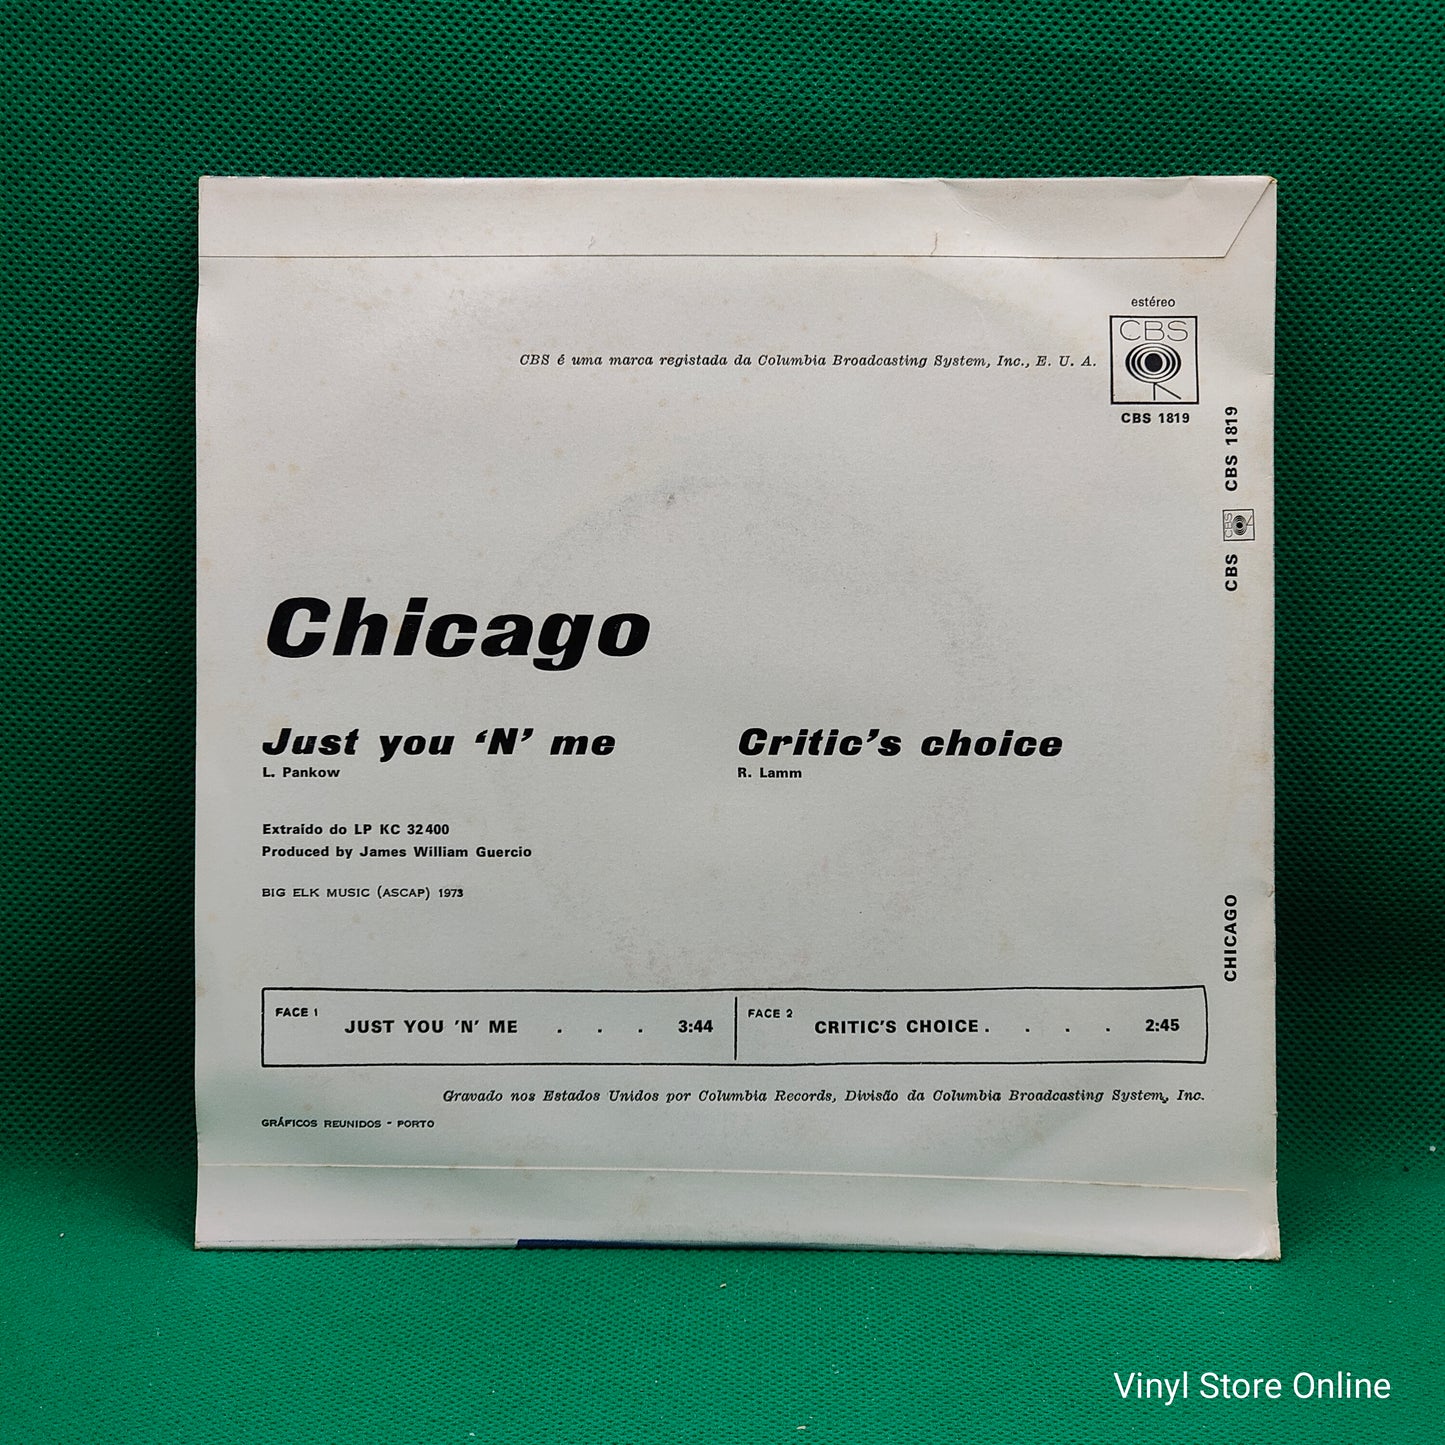 estéreo
CBS
CBS é uma marca registada da Columbia Broadcasting System, Inc., E. U. A.
CBS 1819
CBS 1819
CBS
CBS
CHICAGO
Chicago
Just you ‘N’ me
L. Pankow
Critic’s choice
R. Lamm
Extraído do LP KC 32400
Produced by James William Guercio
BIG ELK MUSIC (ASCAP) 1973
FACE 1
JUST YOU ’N’ ME . . . 3:44
FACE 2
CRITIC’S CHOICE . . . . 2:45
Gravado nos Estados Unidos por Columbia Records, Divisão da Columbia Broadcasting System, Inc.
GRÁFICOS REUNIDOS - PORTO
Vinyl Store Online